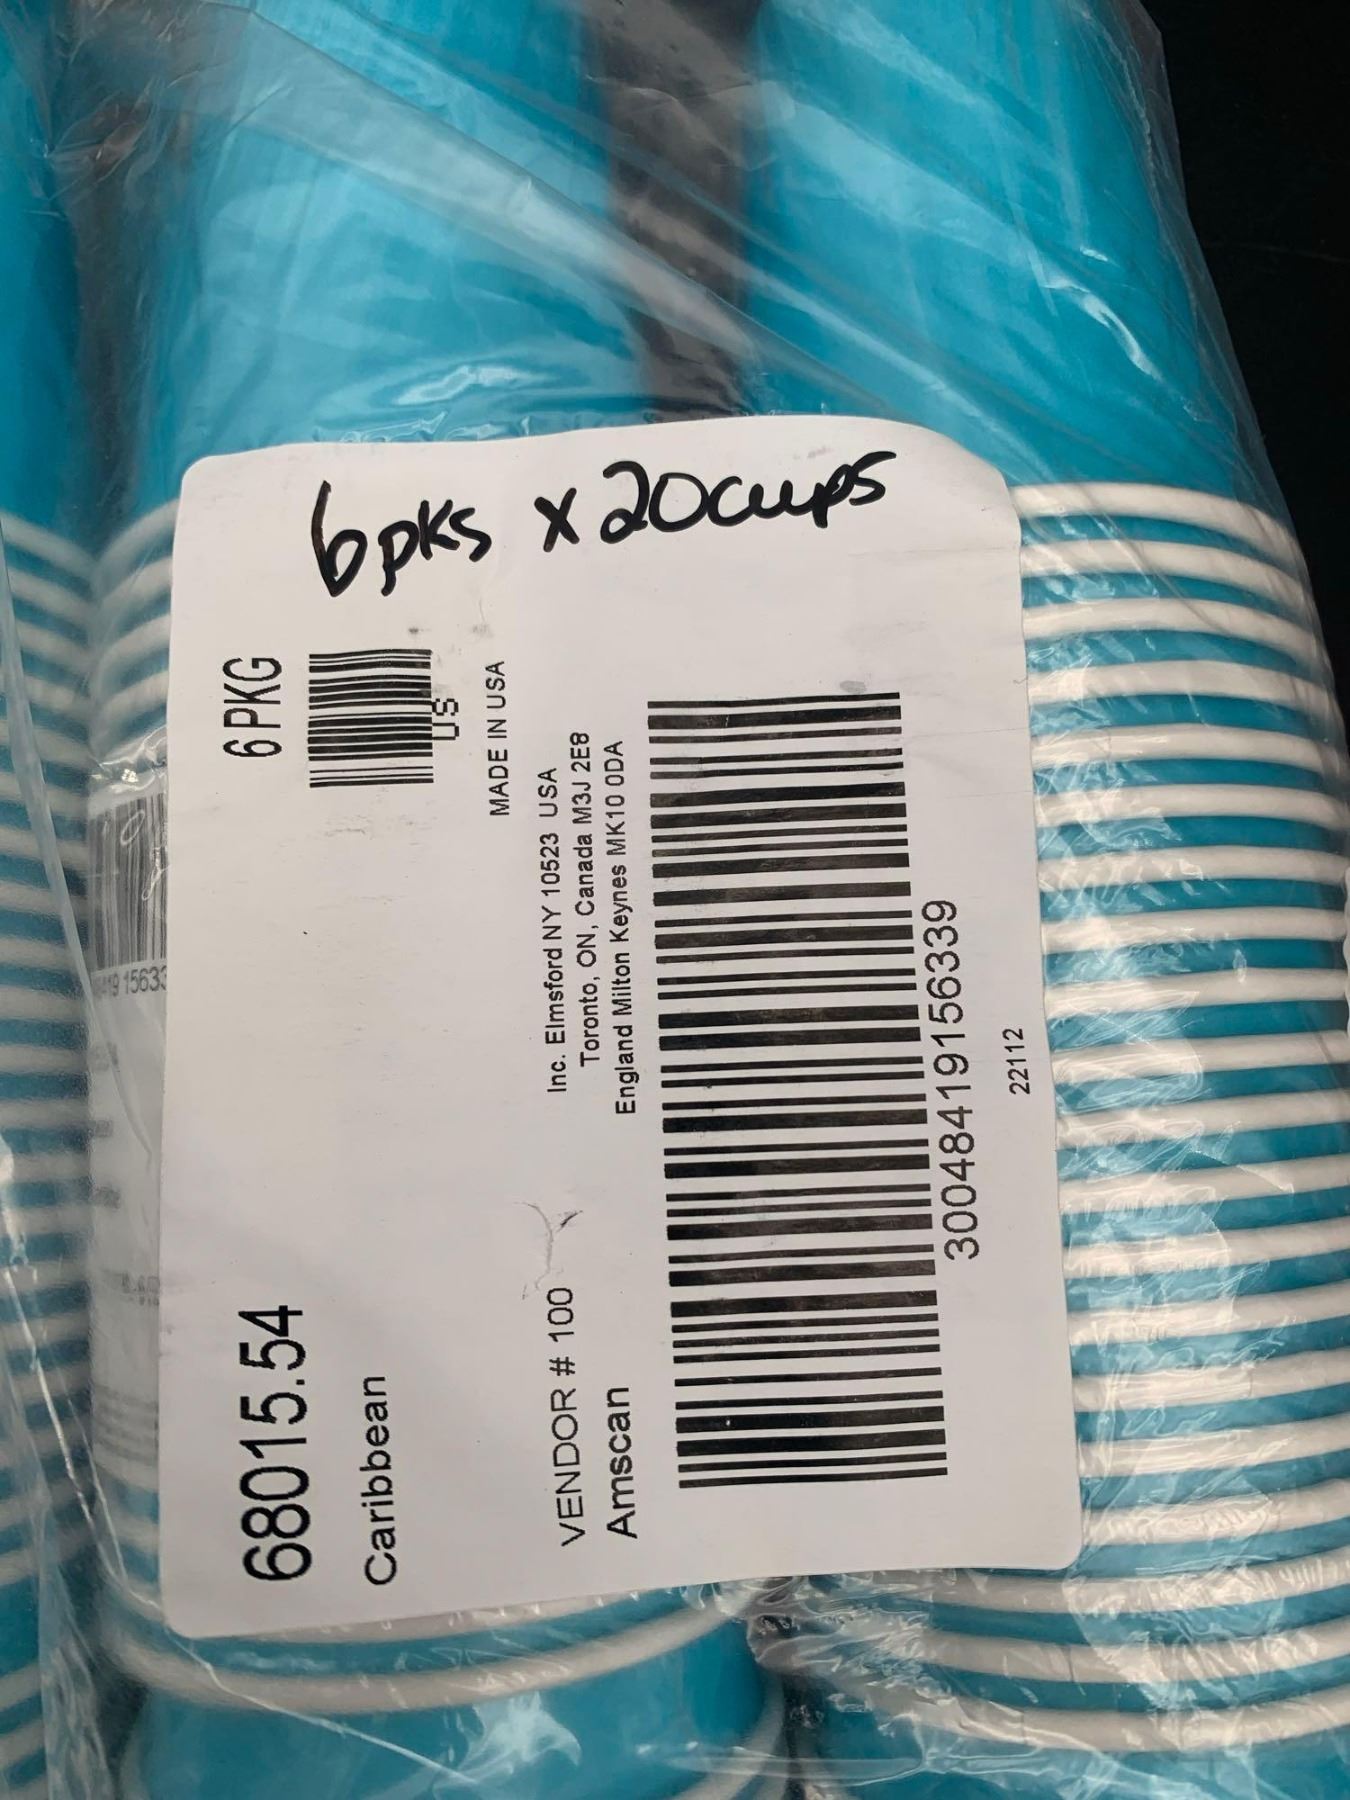 6pks x 20cups
68015.54
6 PKG
Caribbean
US
MADE IN USA
VENDOR # 100
Inc. Elmsford NY 10523 USA
Amscan
Toronto, ON, Canada M3J 2E8
England Milton Keynes MK10 0DA
30048419156339
22112